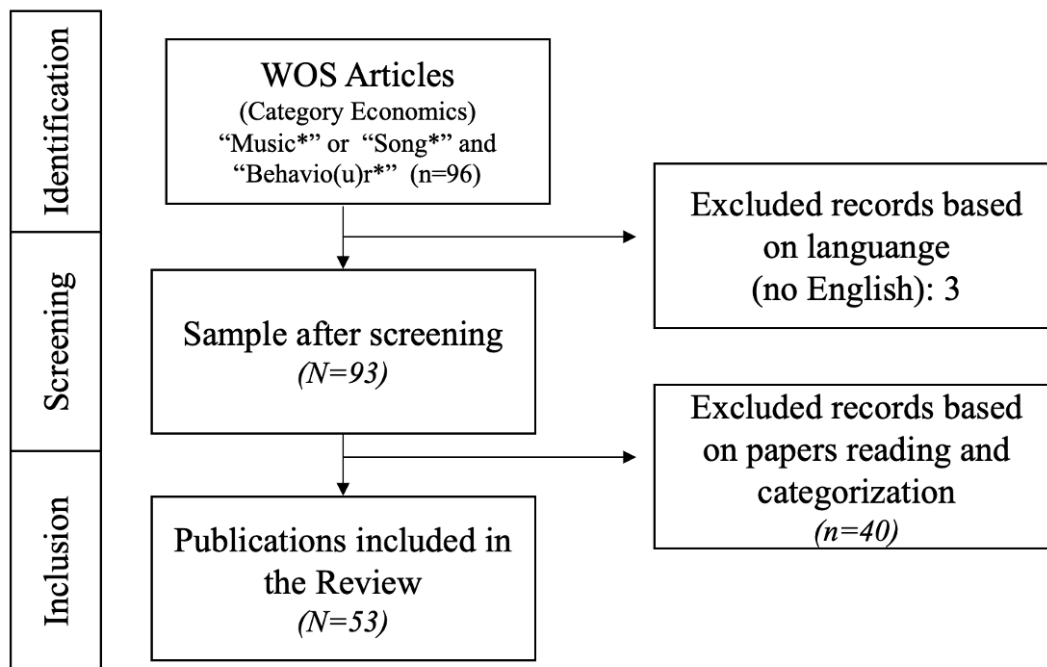 Identification
WOS Articles
(Category Economics)
“Music*” or “Song*” and
“Behavio(u)r*” (n=96)
Excluded records based
on languange
(no English): 3
Screening
Sample after screening
(N=93)
Excluded records based
on papers reading and
categorization
(n=40)
Inclusion
Publications included in
the Review
(N=53)